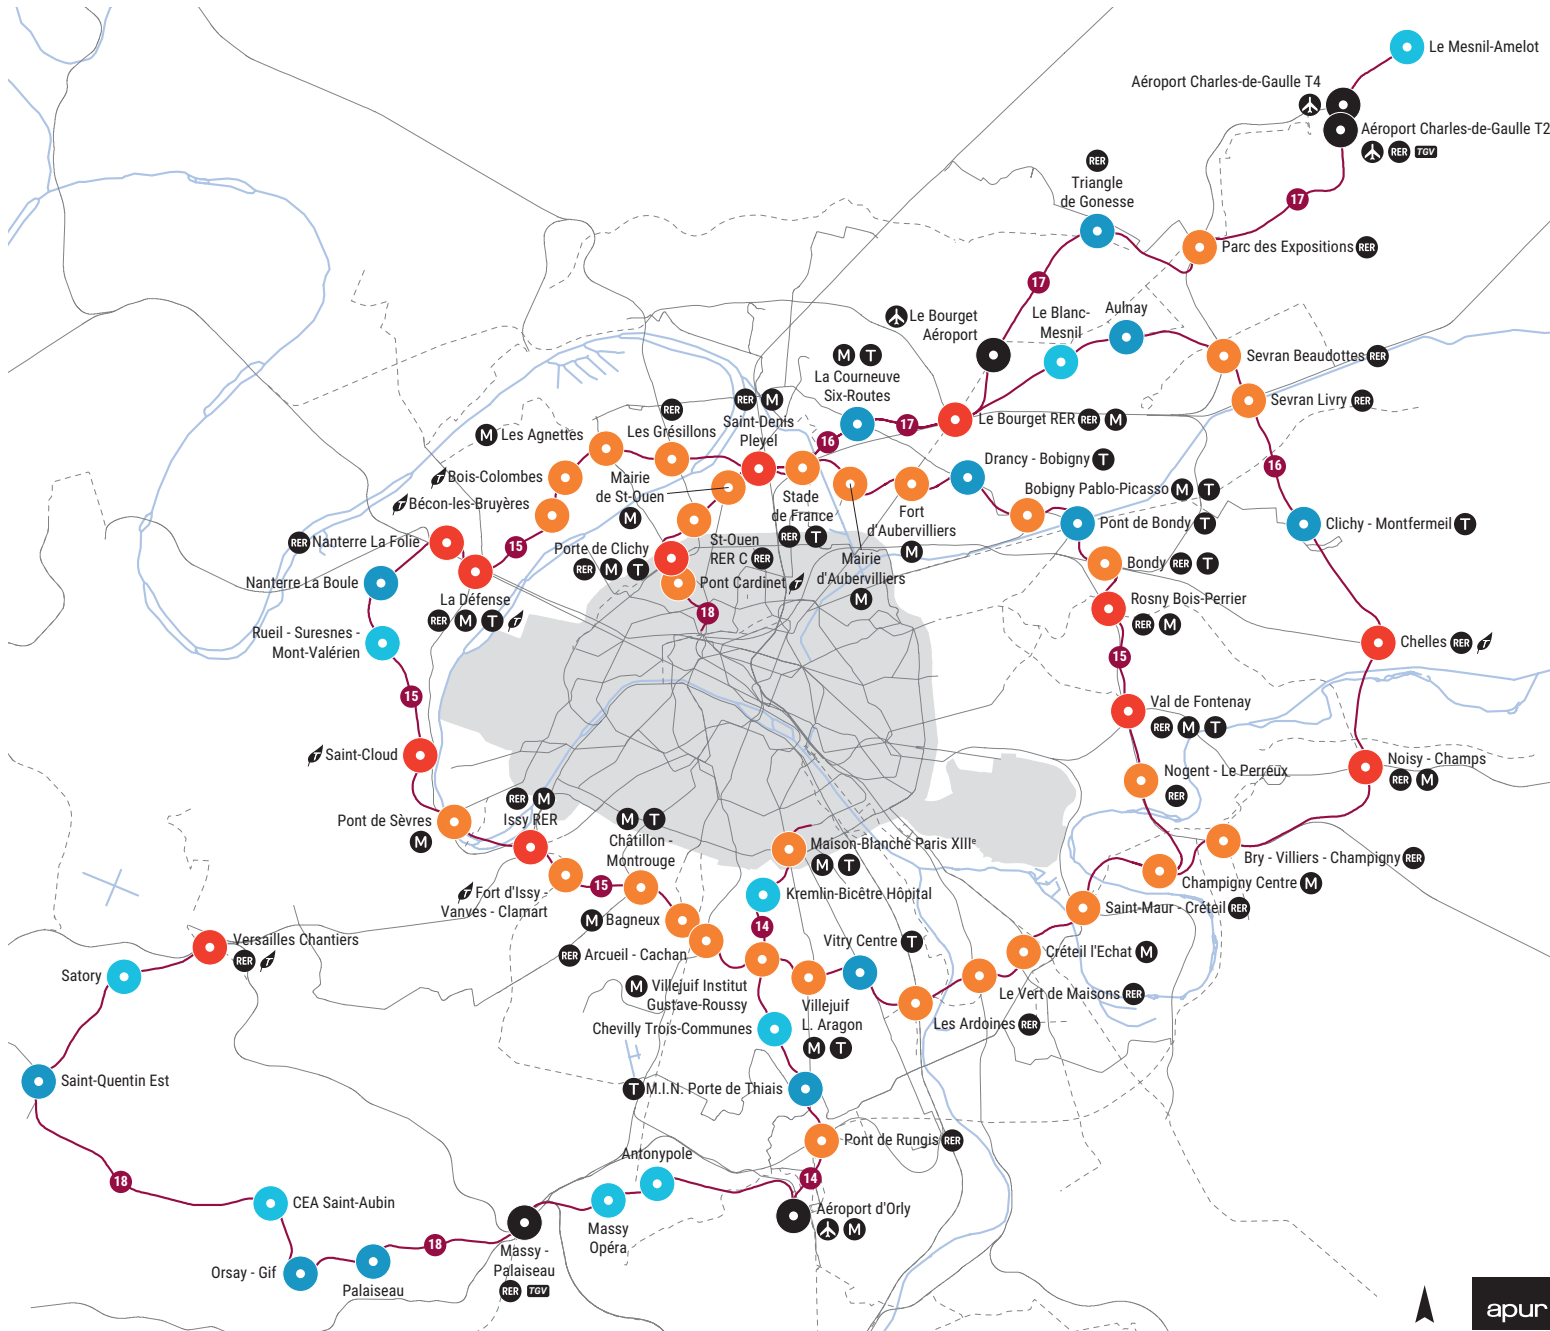 Le Mesnil-Amelot
Aéroport Charles-de-Gaulle T4
Aéroport Charles-de-Gaulle T2
RER TGV
17
RER
Triangle
de Gonesse
Parc des Expositions RER
17
Le Bourget
Aéroport
Le Blanc-
Mesnil
Aulnay
Sevran Beaudottes RER
Sevran Livry RER
M T
La Courneuve
Six-Routes
17
16
Le Bourget RER RER M
RER M
Saint-Denis
Pleyel
RER
Les Grésillons
M Les Agnettes
T Bois-Colombes
T Bécon-les-Bruyères
Mairie
de St-Ouen
M
Stade
de France
RER T
Drancy - Bobigny T
Bobigny Pablo-Picasso M T
Fort
d'Aubervilliers
M
Mairie
d'Aubervilliers
M
Pont de Bondy T
16
Clichy - Montfermeil T
RER Nanterre La Folie
15
Nanterre La Boule
La Défense
RER M T T
Porte de Clichy
RER M T
St-Ouen
RER C RER
Pont Cardinet T
18
Bondy RER T
Rosny Bois-Perrier
RER M
15
Chelles RER T
Rueil - Suresnes -
Mont-Valérien
15
T Saint-Cloud
Val de Fontenay
RER M T
Nogent - Le Perreux
RER
Noisy - Champs
RER M
Pont de Sèvres
M
RER M
Issy RER
M T
Châtillon -
Montrouge
15
T Fort d'Issy -
Vanves - Clamart
M Bagneux
RER Arcueil - Cachan
Maison-Blanche Paris XIIIe
M T
Kremlin-Bicêtre Hôpital
14
Bry - Villiers - Champigny RER
Champigny Centre M
Saint-Maur - Créteil RER
Créteil l'Echat M
Le Vert de Maisons RER
Les Ardoines RER
Vitry Centre T
M Villejuif Institut
Gustave-Roussy
Villejuif
L. Aragon
M T
Chevilly Trois-Communes
T M.I.N. Porte de Thiais
Pont de Rungis RER
14
Aéroport d'Orly
M
Antonypole
Massy
Opéra
Massy -
Palaiseau
RER TGV
18
Palaiseau
Orsay - Gif
CEA Saint-Aubin
18
Saint-Quentin Est
Satory
Versailles Chantiers
RER T
apur